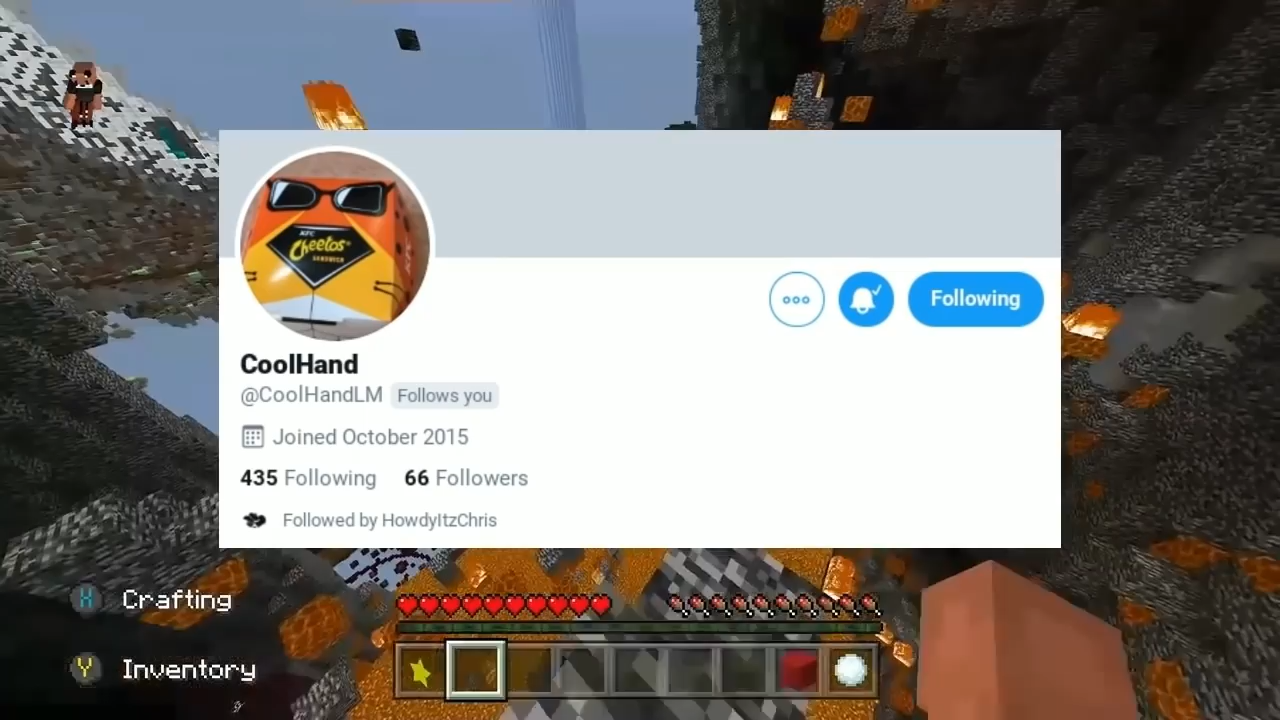 KFC
Cheetos
SANDWICH
KFC
Following
CoolHand
@CoolHandLM Follows you
Joined October 2015
435 Following 66 Followers
Followed by HowdyItzChris
X Crafting
Y Inventory